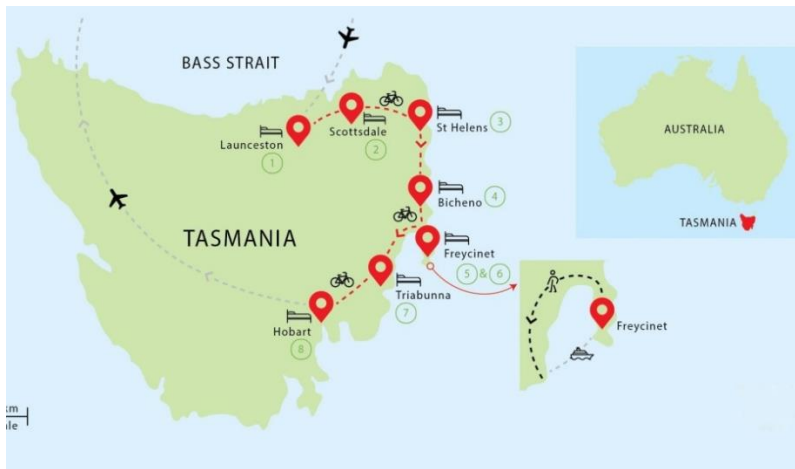 BASS STRAIT
Launceston
1
Scottsdale
2
St Helens
3
Bicheno
4
Freycinet
5 & 6
TASMANIA
Triabunna
7
Hobart
8
AUSTRALIA
TASMANIA
Freycinet
km